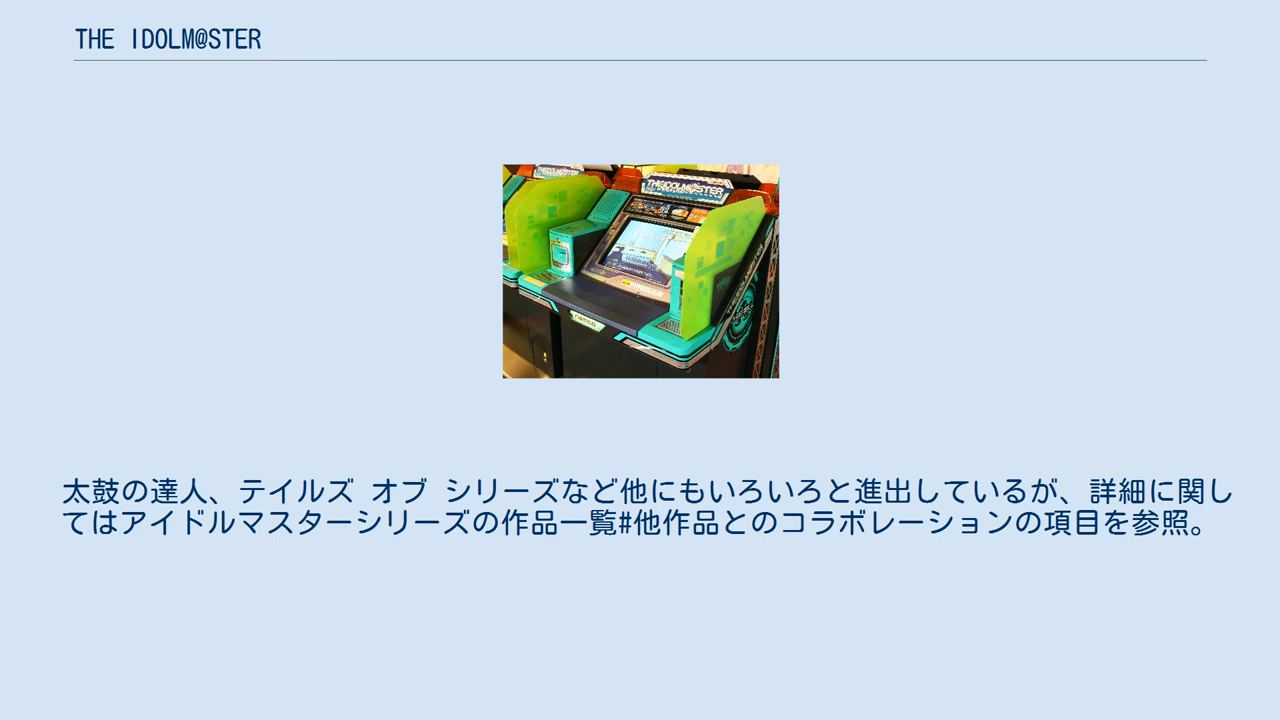 THE IDOLM@STER
THE IDOLM@STER
namco
太鼓の達人、テイルズ オブ シリーズなど他にもいろいろと進出しているが、詳細に関し
てはアイドルマスターシリーズの作品一覧#他作品とのコラボレーションの項目を参照。